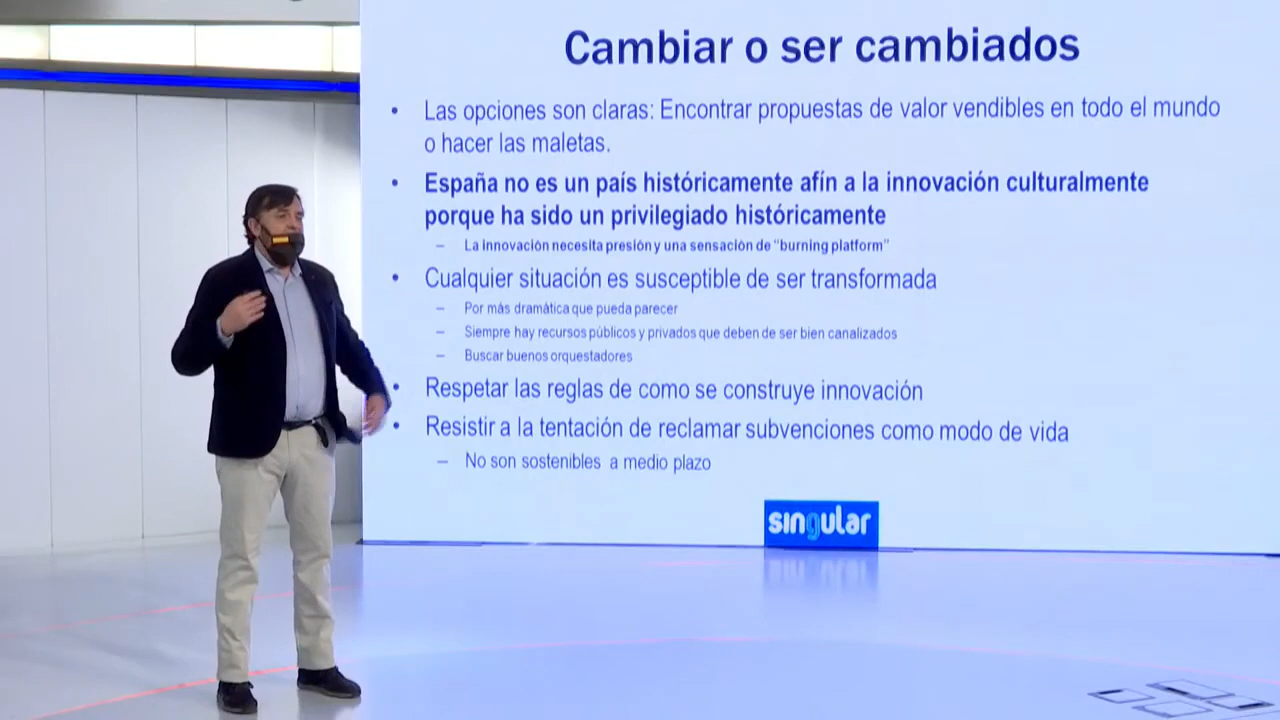 Cambiar o ser cambiados
• Las opciones son claras: Encontrar propuestas de valor vendibles en todo el mundo
o hacer las maletas.
• España no es un país históricamente afín a la innovación culturalmente
porque ha sido un privilegiado históricamente
– La innovación necesita presión y una sensación de “burning platform”
• Cualquier situación es susceptible de ser transformada
– Por más dramática que pueda parecer
– Siempre hay recursos públicos y privados que deben de ser bien canalizados
– Buscar buenos orquestadores
• Respetar las reglas de como se construye innovación
• Resistir a la tentación de reclamar subvenciones como modo de vida
– No son sostenibles a medio plazo
singular